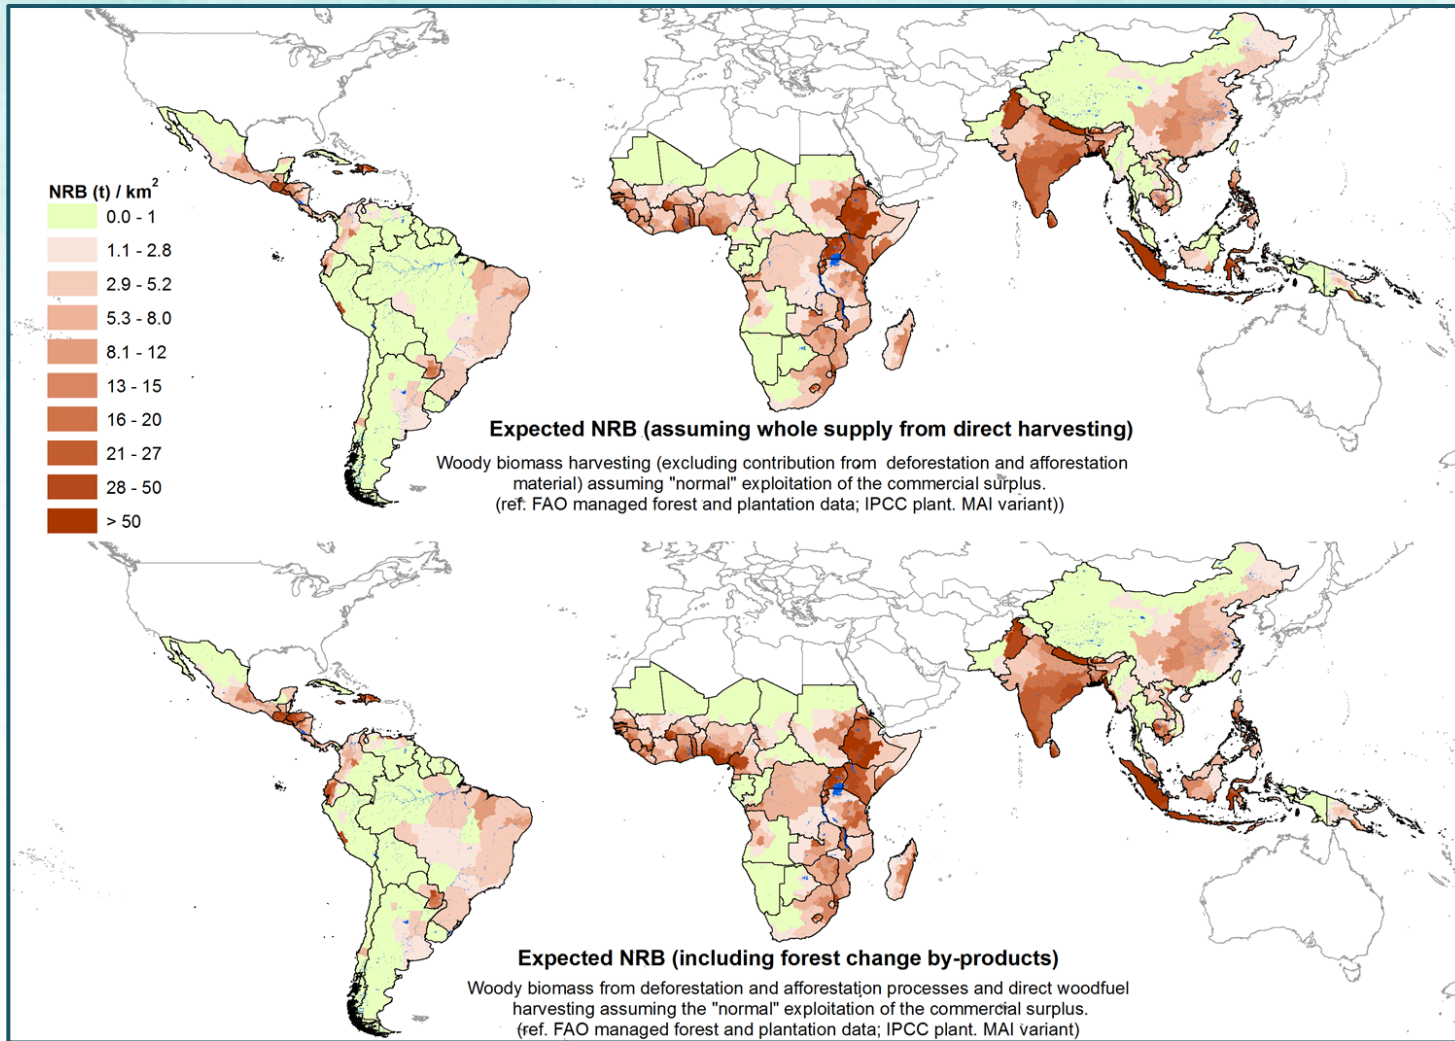 NRB (t) / km²
0.0 - 1
1.1 - 2.8
2.9 - 5.2
5.3 - 8.0
8.1 - 12
13 - 15
16 - 20
21 - 27
28 - 50
> 50
Expected NRB (assuming whole supply from direct harvesting)
Woody biomass harvesting (excluding contribution from deforestation and afforestation
material) assuming "normal" exploitation of the commercial surplus.
(ref: FAO managed forest and plantation data; IPCC plant. MAI variant))
Expected NRB (including forest change by-products)
Woody biomass from deforestation and afforestation processes and direct woodfuel
harvesting assuming the "normal" exploitation of the commercial surplus.
(ref. FAO managed forest and plantation data; IPCC plant. MAI variant)